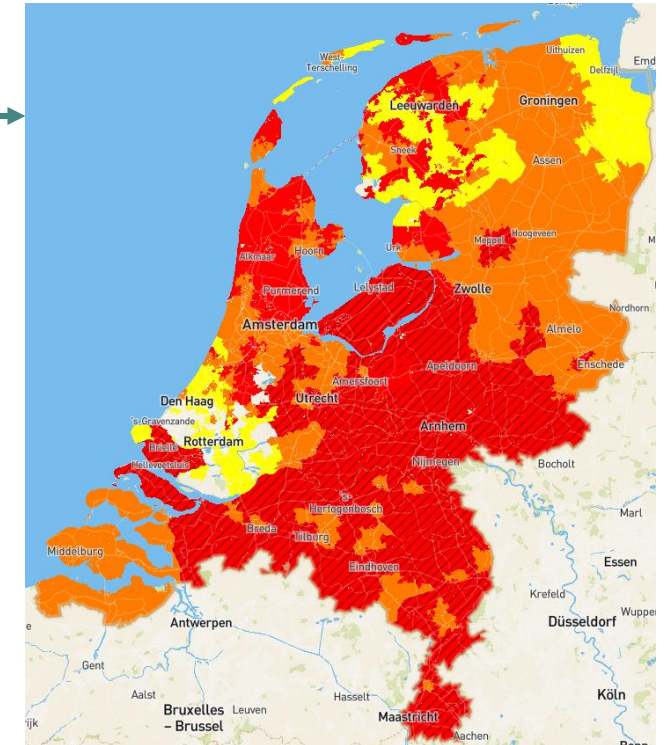 Uithuizen
Emd
West-
Terschelling
Delfzijl
Leeuwarden
Groningen
Sneek
Assen
Meppel
Hoogeveen
Urk
Hoorn
Alkmaar
Purmerend
Lelystad
Zwolle
Nordhorn
Amsterdam
Almelo
Enschede
Apeldoorn
Amersfoort
Den Haag
Utrecht
's-Gravenzande
Rotterdam
Arnhem
Brielle
Hellevoetsluis
Nijmegen
Bocholt
's-
Hertogenbosch
Marl
Breda
Tilburg
Middelburg
Eindhoven
Essen
Krefeld
Wupper
Antwerpen
Düsseldorf
Gent
Aalst
Hasselt
Köln
Bruxelles
– Brussel
Leuven
Maastricht
rijk
Aachen